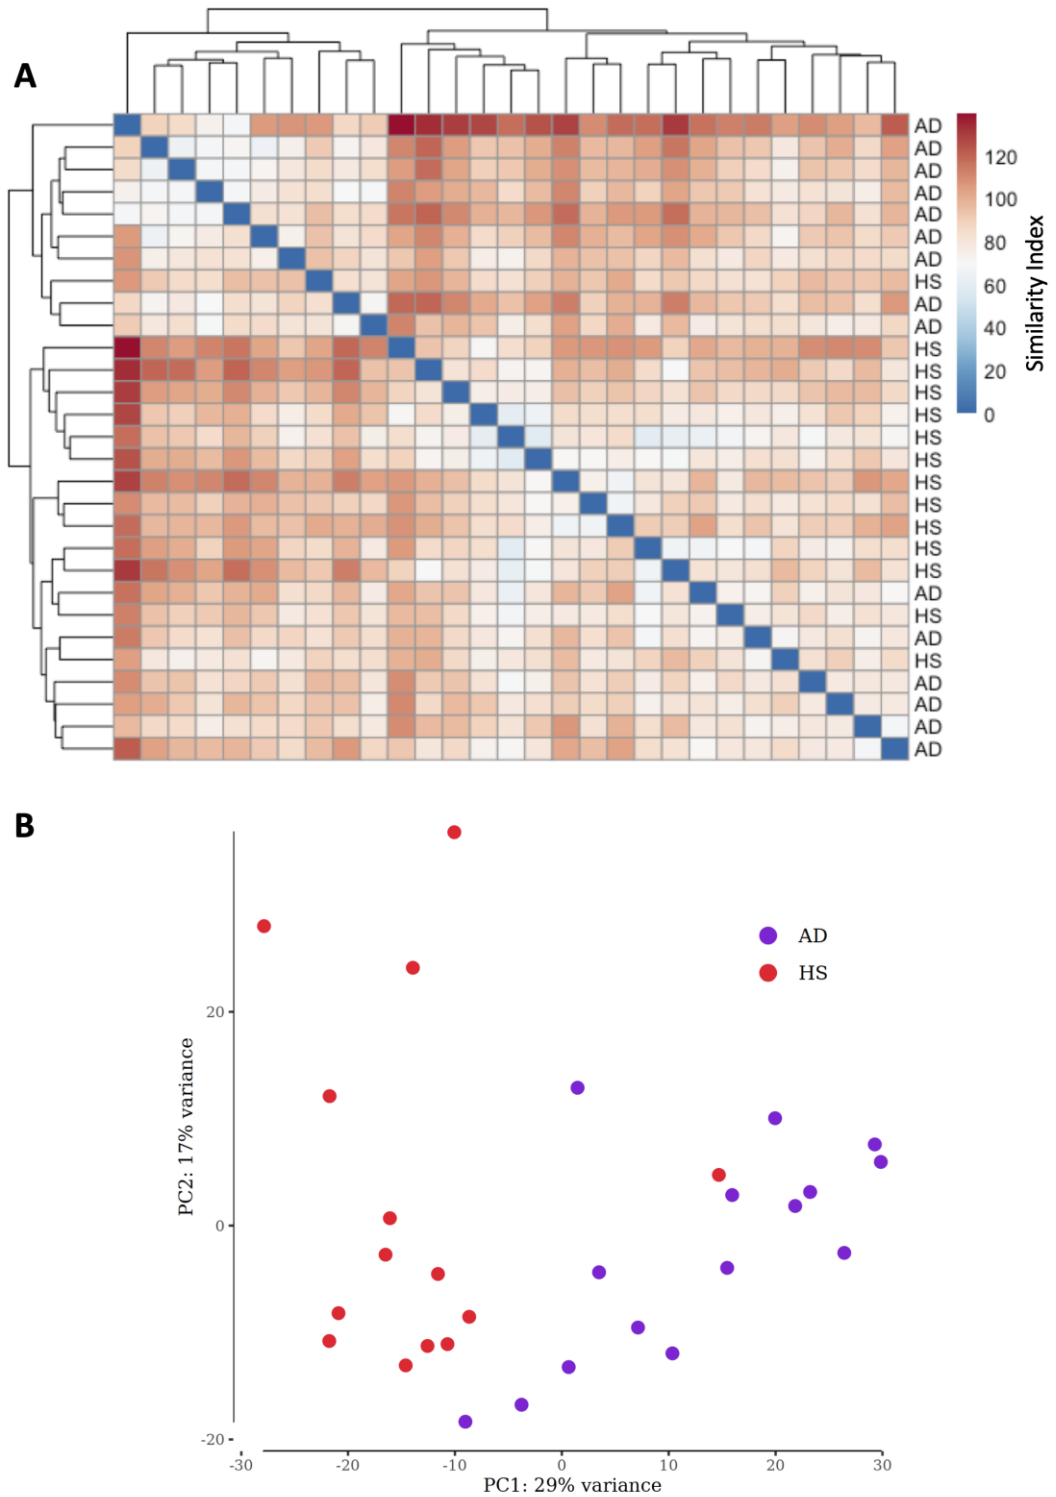 A
AD
AD
AD
AD
AD
AD
AD
HS
AD
AD
HS
HS
HS
HS
HS
HS
HS
HS
HS
HS
HS
AD
HS
AD
HS
AD
AD
AD
AD
120
100
80
60
40
20
0
Similarity Index
B
AD
HS
20
0
-20
PC2: 17% variance
-30 -20 -10 0 10 20 30
PC1: 29% variance